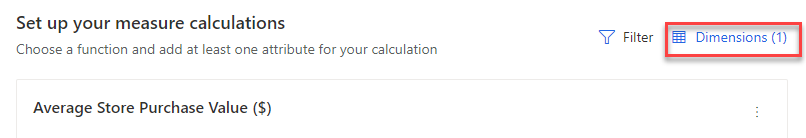 Set up your measure calculations
Choose a function and add at least one attribute for your calculation
Filter
Dimensions (1)
Average Store Purchase Value ($)